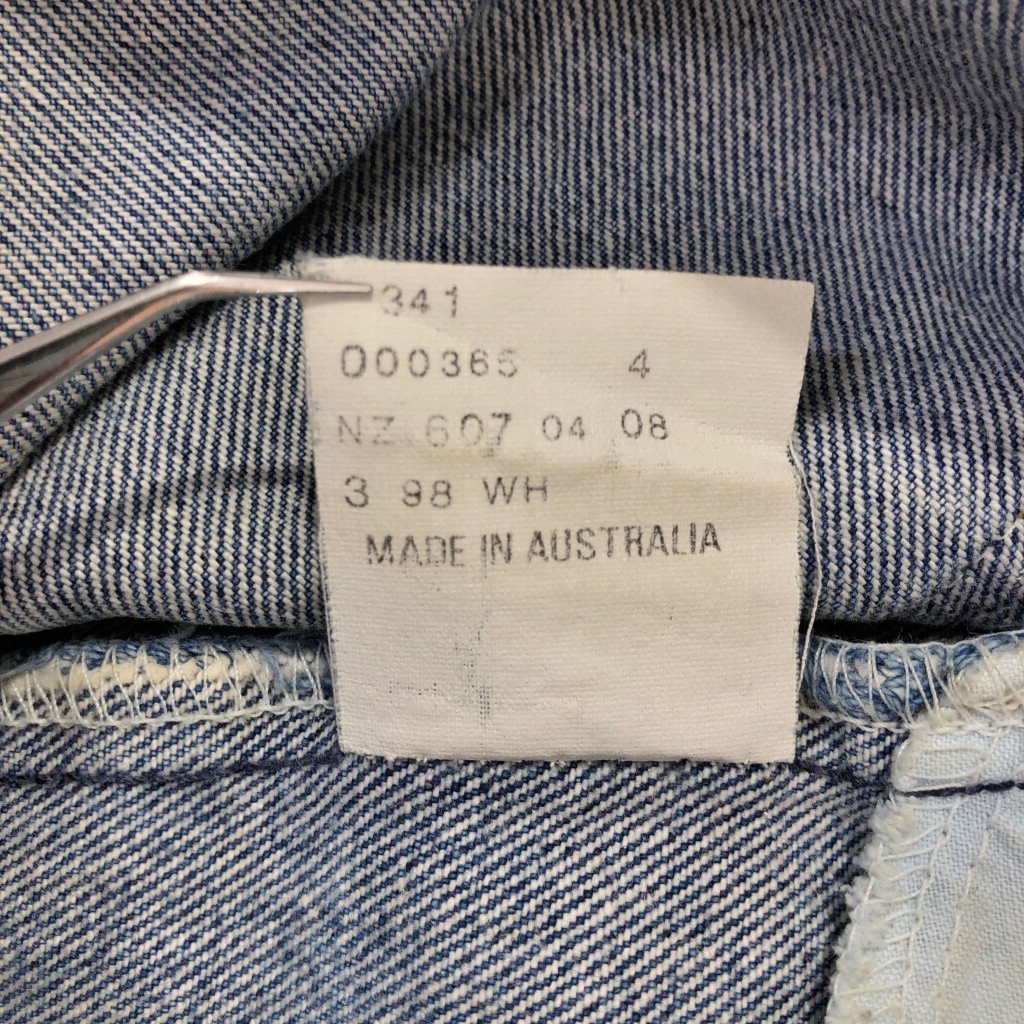 341
000365 4
NZ 607 04 08
3 98 WH
MADE IN AUSTRALIA